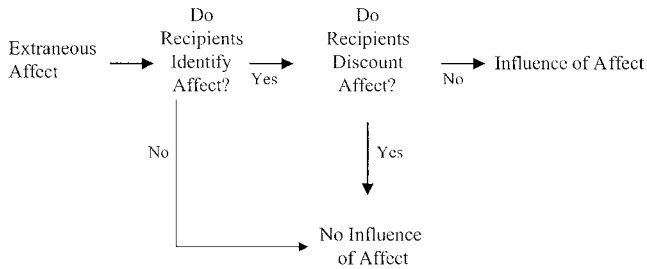 Extraneous
Affect
Do
Recipients
Identify
Affect?
Yes
Do
Recipients
Discount
Affect?
No
Influence of Affect
No
Yes
No Influence
of Affect